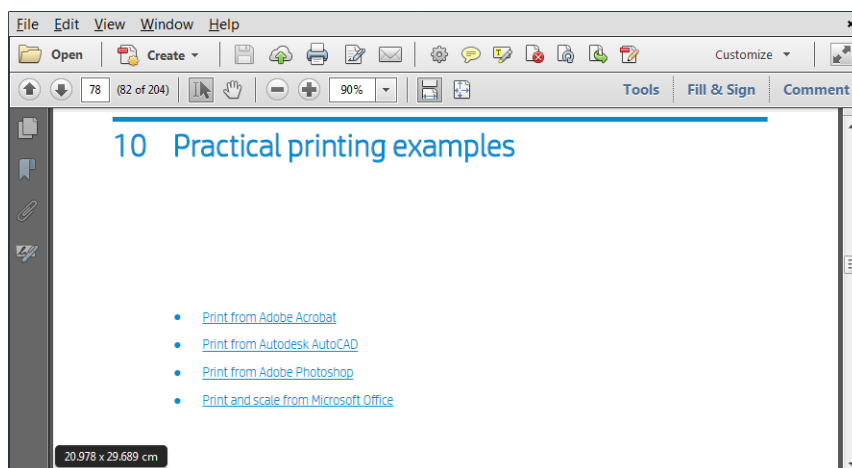 File Edit View Window Help
Open Create Customize
78 (82 of 204) 90% Tools Fill & Sign Comment
10 Practical printing examples
• Print from Adobe Acrobat
• Print from Autodesk AutoCAD
• Print from Adobe Photoshop
• Print and scale from Microsoft Office
20.978 x 29.689 cm